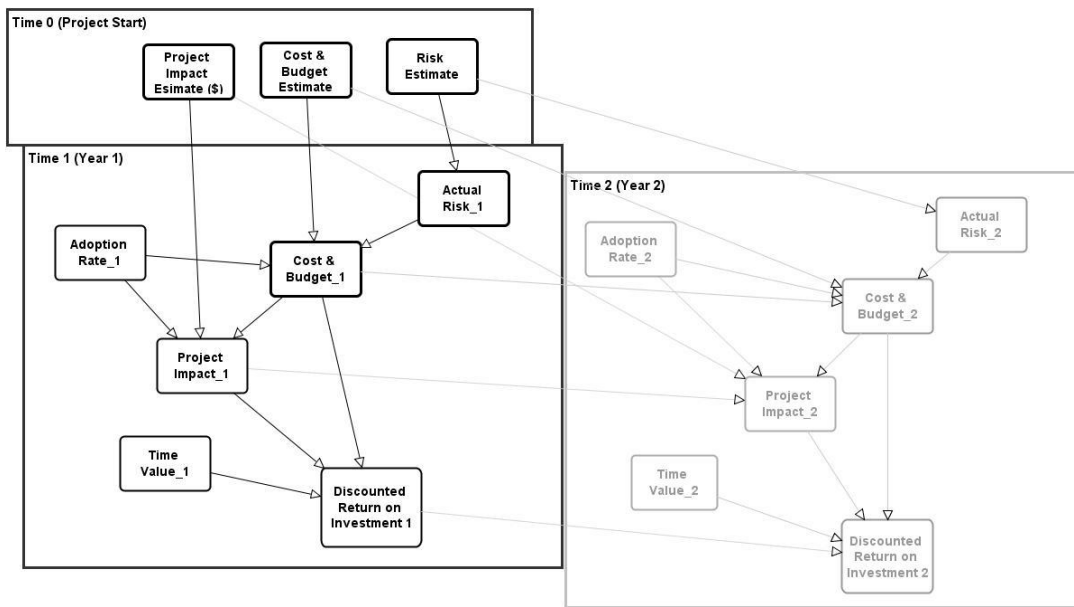 Time 0 (Project Start)
Project
Impact
Esimate ($)
Cost &
Budget
Estimate
Risk
Estimate
Time 1 (Year 1)
Actual
Risk_1
Adoption
Rate_1
Cost &
Budget_1
Project
Impact_1
Time
Value_1
Discounted
Return on
Investment 1
Time 2 (Year 2)
Actual
Risk_2
Adoption
Rate_2
Cost &
Budget_2
Project
Impact_2
Time
Value_2
Discounted
Return on
Investment 2